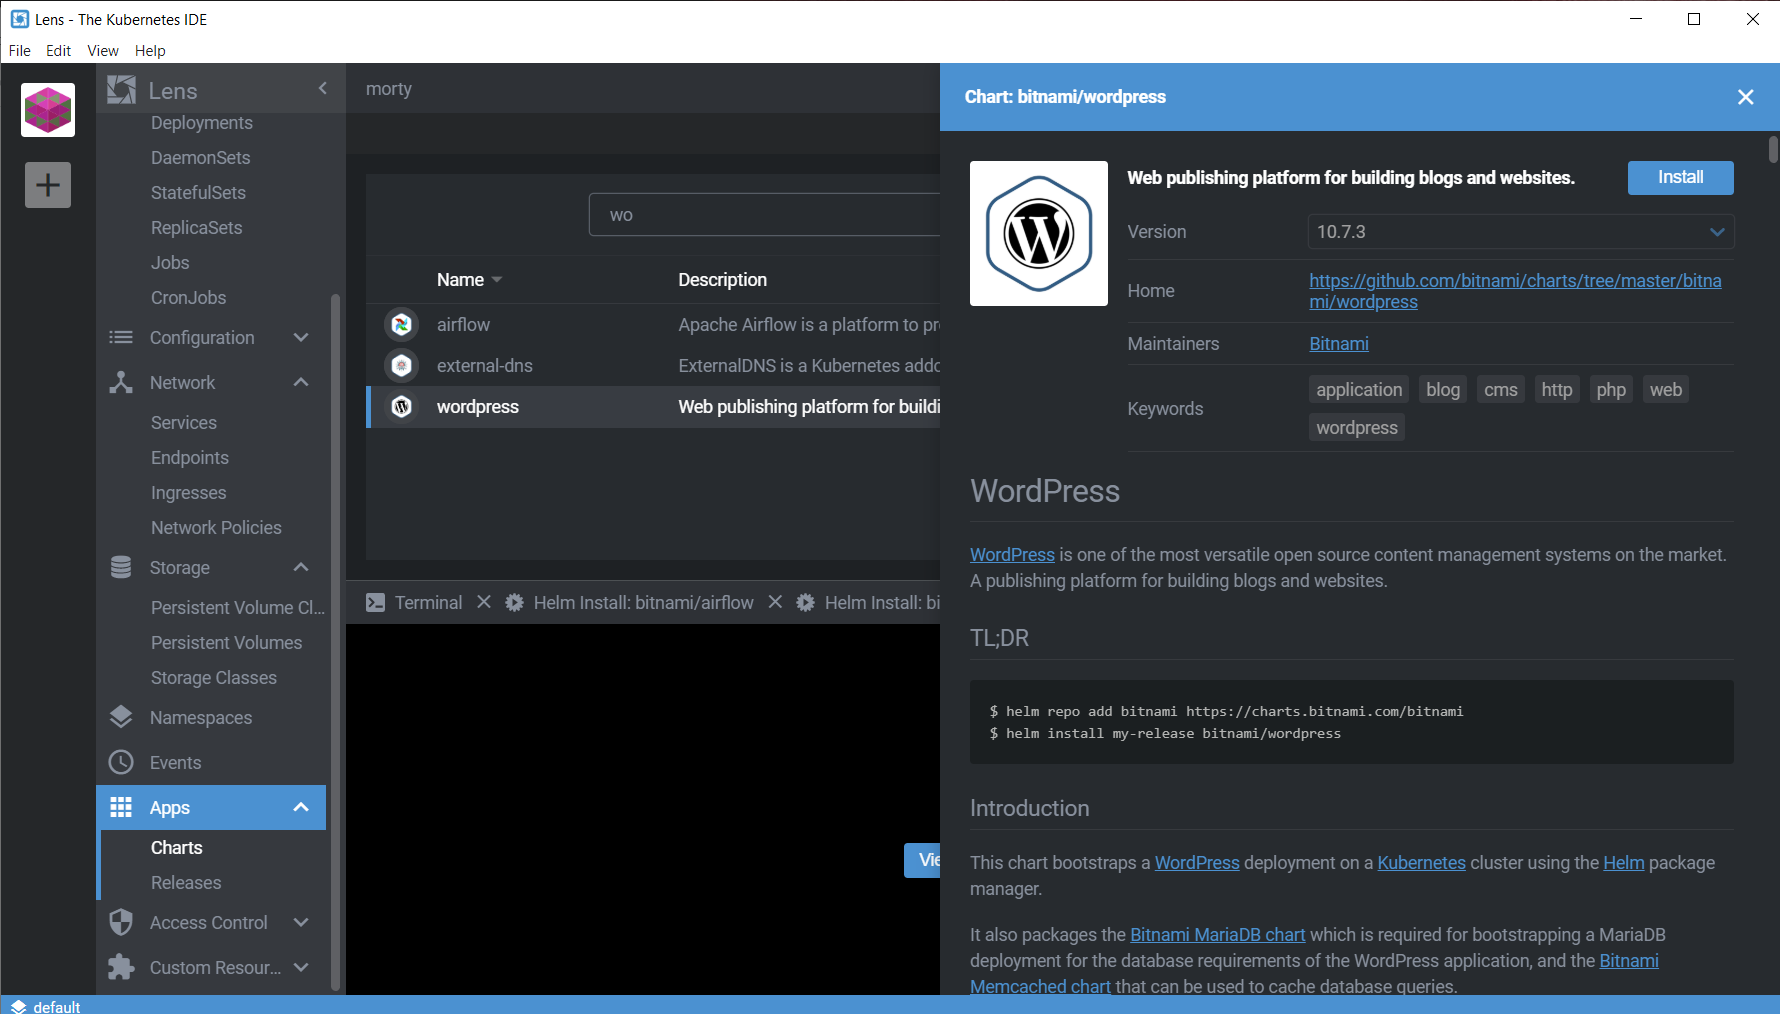 Lens - The Kubernetes IDE
File Edit View Help
Lens
Deployments
DaemonSets
StatefulSets
ReplicaSets
Jobs
CronJobs
Configuration
Network
Services
Endpoints
Ingresses
Network Policies
Storage
Persistent Volume Cl...
Persistent Volumes
Storage Classes
Namespaces
Events
Apps
Charts
Releases
Access Control
Custom Resour...
default
morty
wo
Name Description
airflow Apache Airflow is a platform to pr
external-dns ExternalDNS is a Kubernetes addo
wordpress Web publishing platform for buildi
Terminal Helm Install: bitnami/airflow Helm Install: bi
Vie
Chart: bitnami/wordpress
Web publishing platform for building blogs and websites.
Install
Version 10.7.3
Home https://github.com/bitnami/charts/tree/master/bitna
mi/wordpress
Maintainers Bitnami
Keywords application blog cms http php web
wordpress
WordPress
WordPress is one of the most versatile open source content management systems on the market.
A publishing platform for building blogs and websites.
TL;DR
$ helm repo add bitnami https://charts.bitnami.com/bitnami
$ helm install my-release bitnami/wordpress
Introduction
This chart bootstraps a WordPress deployment on a Kubernetes cluster using the Helm package
manager.
It also packages the Bitnami MariaDB chart which is required for bootstrapping a MariaDB
deployment for the database requirements of the WordPress application, and the Bitnami
Memcached chart that can be used to cache database queries.